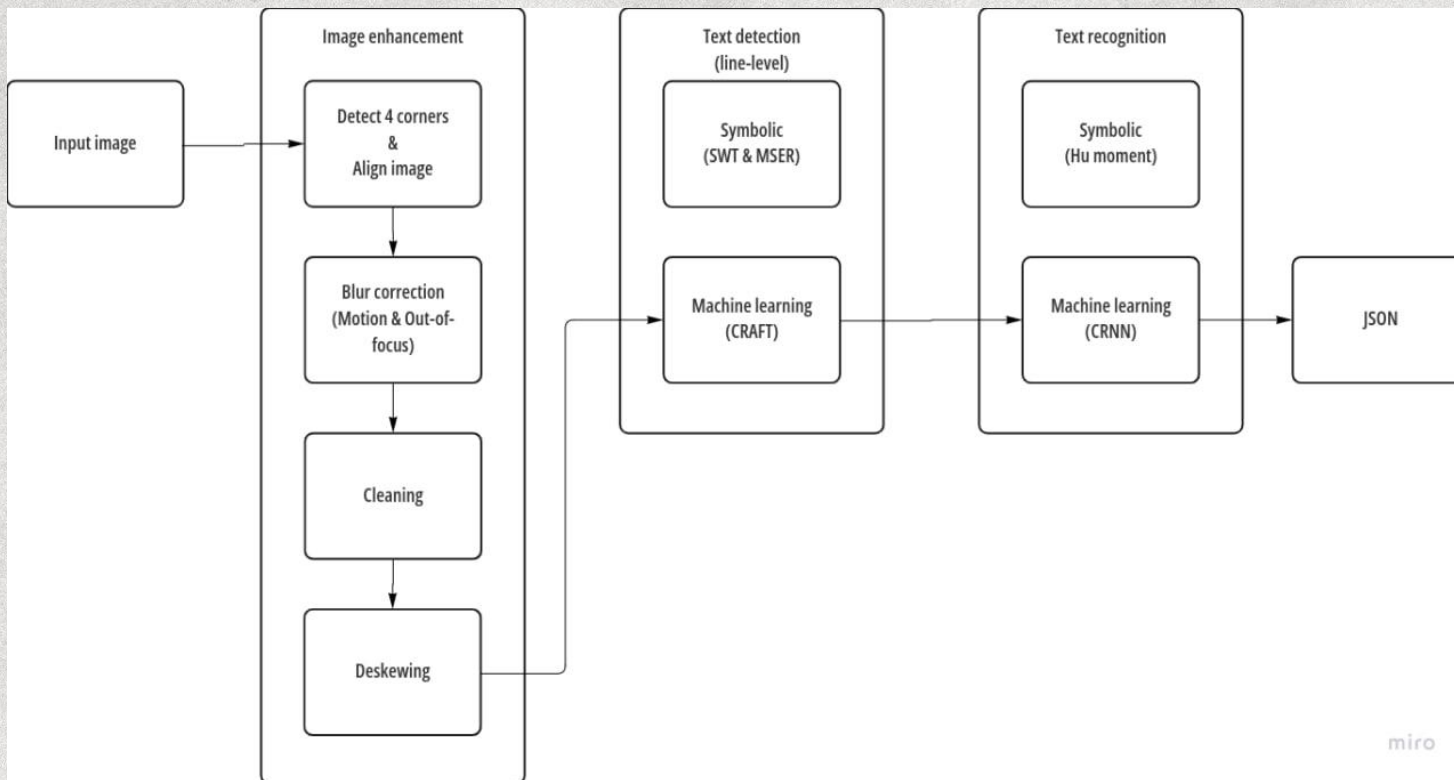 Image enhancement
Text detection
(line-level)
Text recognition
Input image
Detect 4 corners
&
Align image
Symbolic
(SWT & MSER)
Symbolic
(Hu moment)
Blur correction
(Motion & Out-of-
focus)
Machine learning
(CRAFT)
Machine learning
(CRNN)
JSON
Cleaning
Deskewing
miro